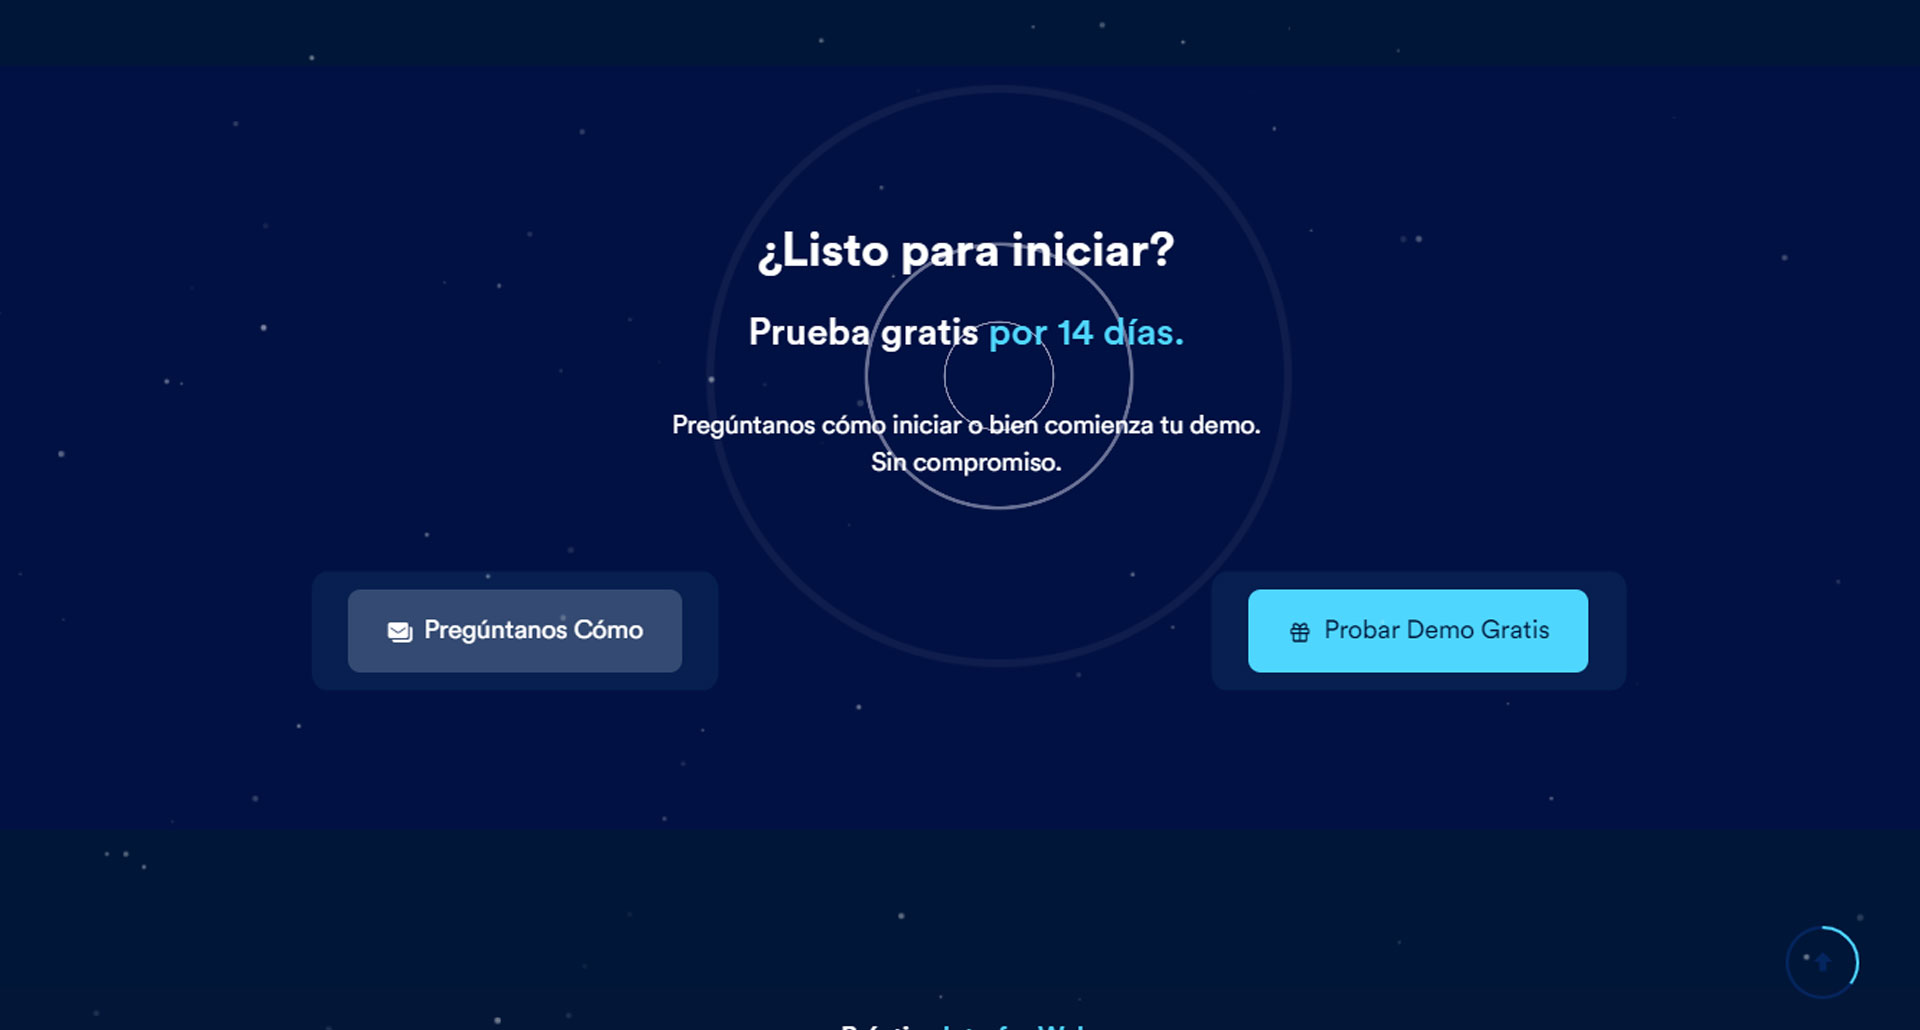 ¿Listo para iniciar?
Prueba gratis por 14 días.
Pregúntanos cómo iniciar o bien comienza tu demo.
Sin compromiso.
Pregúntanos Cómo
Probar Demo Gratis